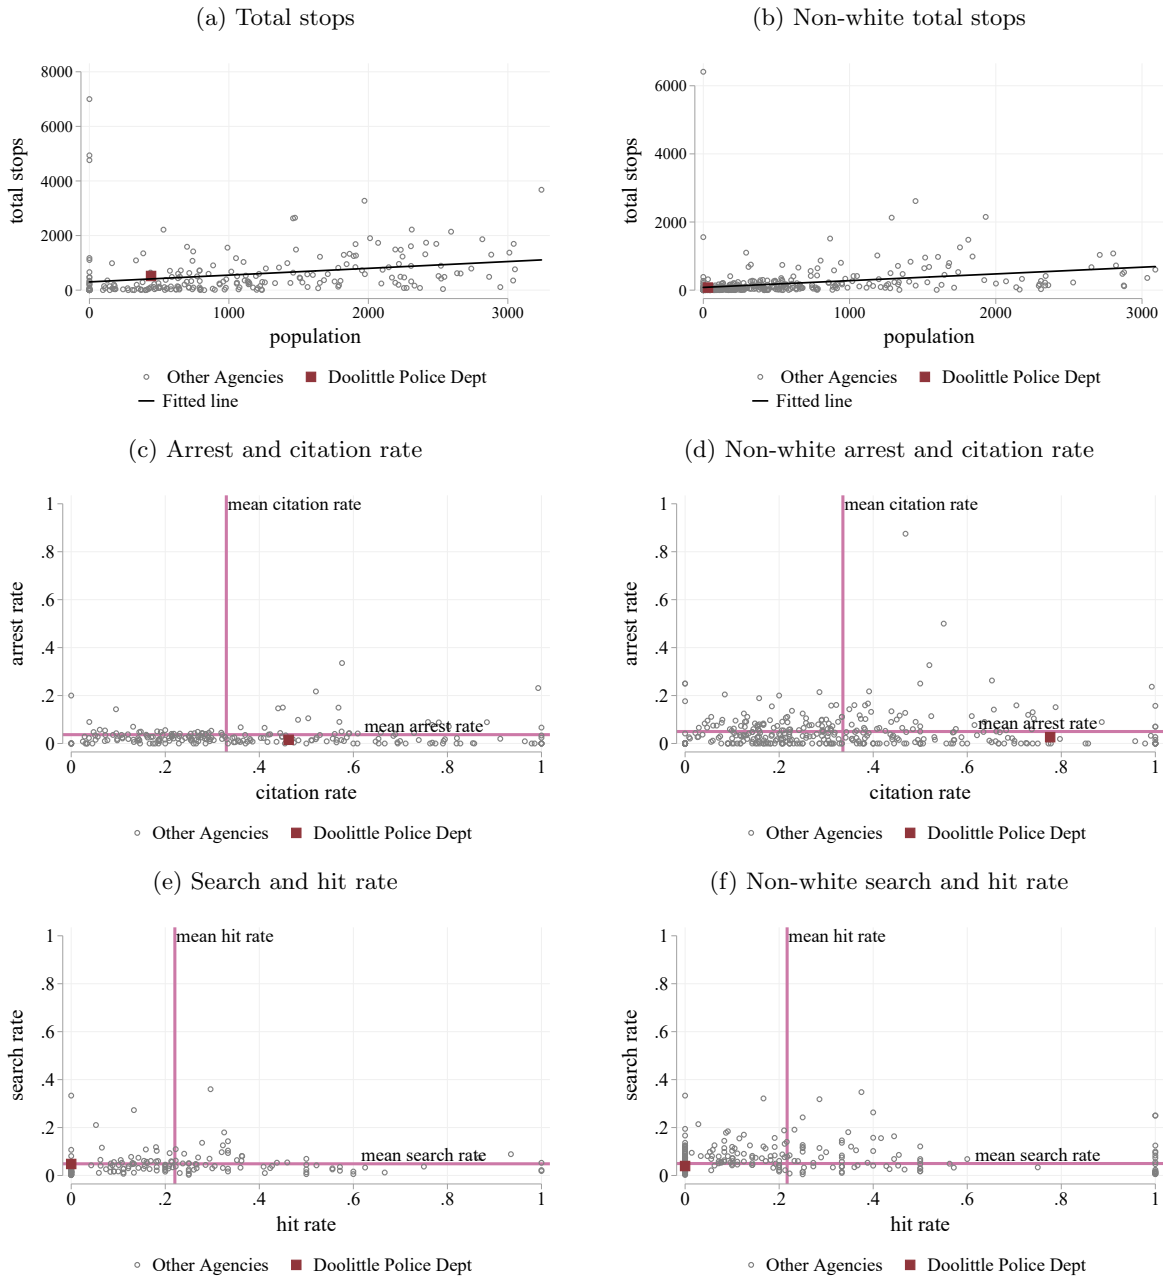 (a) Total stops
(b) Non-white total stops
8000
6000
4000
2000
0
total stops
0 1000 2000 3000
population
Other Agencies Doolittle Police Dept
Fitted line
6000
4000
2000
0
total stops
0 1000 2000 3000
population
Other Agencies Doolittle Police Dept
Fitted line
(c) Arrest and citation rate
(d) Non-white arrest and citation rate
1
.8
.6
.4
.2
0
arrest rate
mean citation rate
mean arrest rate
0 .2 .4 .6 .8 1
citation rate
Other Agencies Doolittle Police Dept
1
.8
.6
.4
.2
0
arrest rate
mean citation rate
mean arrest rate
0 .2 .4 .6 .8 1
citation rate
Other Agencies Doolittle Police Dept
(e) Search and hit rate
(f) Non-white search and hit rate
1
.8
.6
.4
.2
0
search rate
mean hit rate
mean search rate
0 .2 .4 .6 .8 1
hit rate
Other Agencies Doolittle Police Dept
1
.8
.6
.4
.2
0
search rate
mean hit rate
mean search rate
0 .2 .4 .6 .8 1
hit rate
Other Agencies Doolittle Police Dept